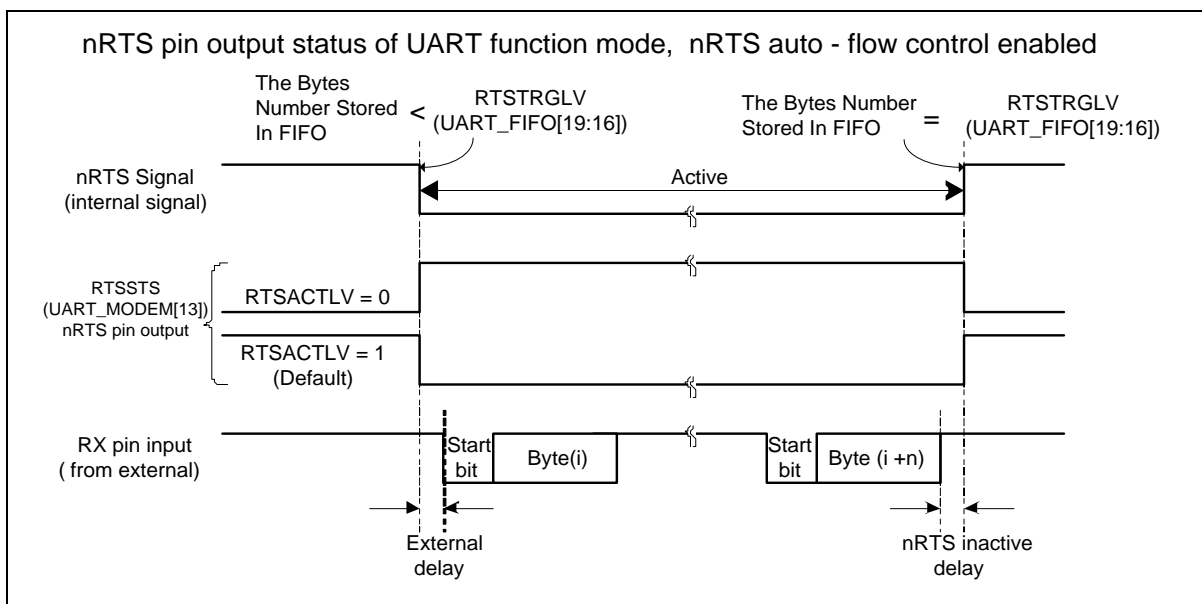 nRTS pin output status of UART function mode, nRTS auto - flow control enabled
The Bytes
Number Stored
In FIFO
<
RTSTRGLV
(UART_FIFO[19:16])
The Bytes Number
Stored In FIFO
=
RTSTRGLV
(UART_FIFO[19:16])
nRTS Signal
(internal signal)
Active
RTSSTS
(UART_MODEM[13])
nRTS pin output
RTSACTLV = 0
RTSACTLV = 1
(Default)
RX pin input
( from external)
Start
bit
Byte(i)
Start
bit
Byte (i +n)
External
delay
nRTS inactive
delay